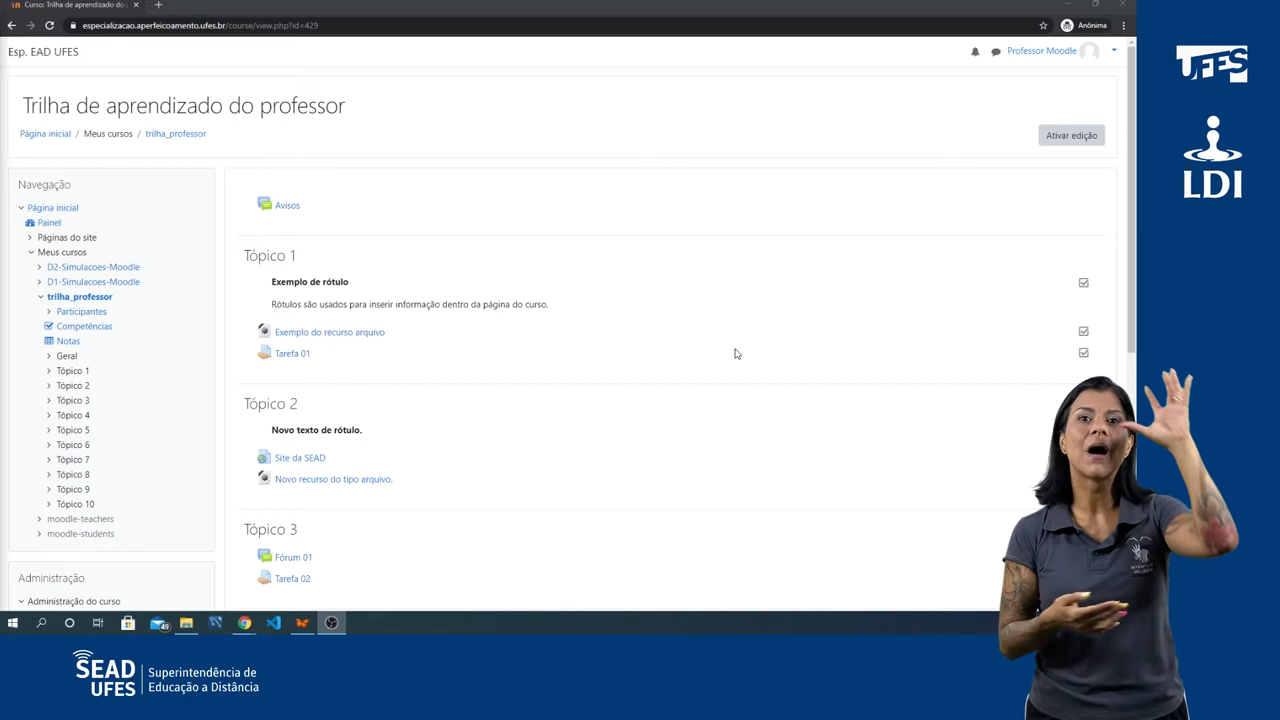 Curso: Trilha de aprendizado do
especializacao.aperfeicoamento.ufes.br/course/view.php?id=429
Anônima
Esp. EAD UFES
Professor Moodle
Trilha de aprendizado do professor
Página inicial / Meus cursos / trilha_professor
Ativar edição
Navegação
Página inicial
Painel
Páginas do site
Meus cursos
D2-Simulacoes-Moodle
D1-Simulacoes-Moodle
trilha_professor
Participantes
Competências
Notas
Geral
Tópico 1
Tópico 2
Tópico 3
Tópico 4
Tópico 5
Tópico 6
Tópico 7
Tópico 8
Tópico 9
Tópico 10
moodle-teachers
moodle-students
Administração
Administração do curso
Avisos
Tópico 1
Exemplo de rótulo
Rótulos são usados para inserir informação dentro da página do curso.
Exemplo do recurso arquivo
Tarefa 01
Tópico 2
Novo texto de rótulo.
Site da SEAD
Novo recurso do tipo arquivo.
Tópico 3
Fórum 01
Tarefa 02
49
UFES
LDI
SEAD
UFES
Superintendência de
Educação a Distância